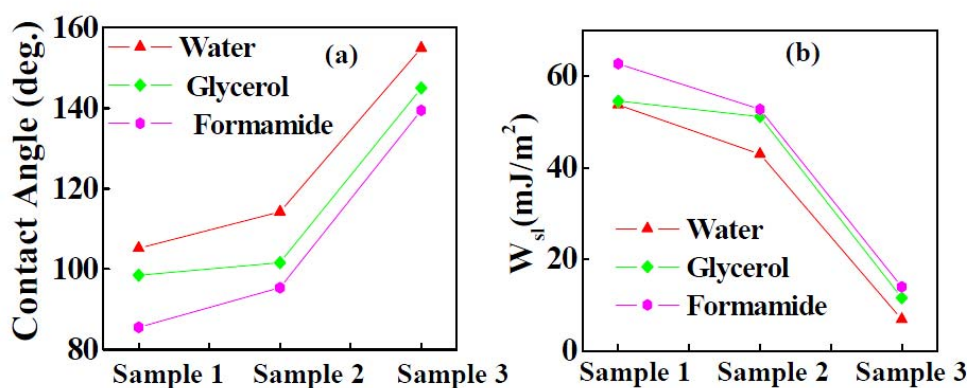 Contact Angle (deg.)
160
140
120
100
80
(a)
Water
Glycerol
Formamide
Sample 1 Sample 2 Sample 3
W_sl(mJ/m²)
60
40
20
0
(b)
Water
Glycerol
Formamide
Sample 1 Sample 2 Sample 3